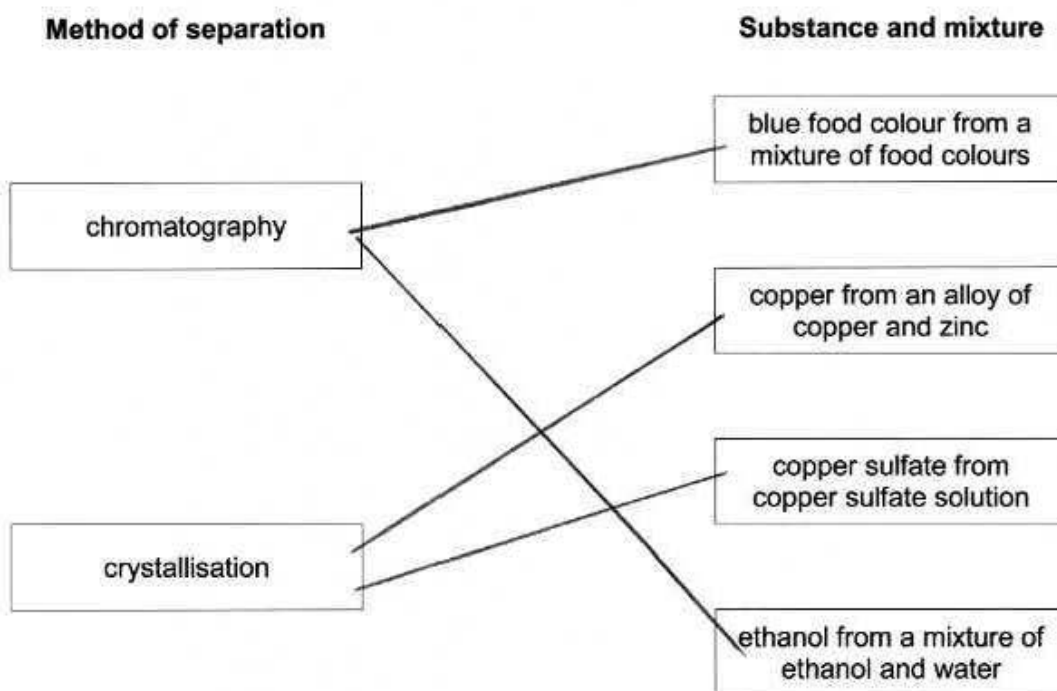 Method of separation
Substance and mixture
blue food colour from a
mixture of food colours
chromatography
copper from an alloy of
copper and zinc
copper sulfate from
copper sulfate solution
crystallisation
ethanol from a mixture of
ethanol and water